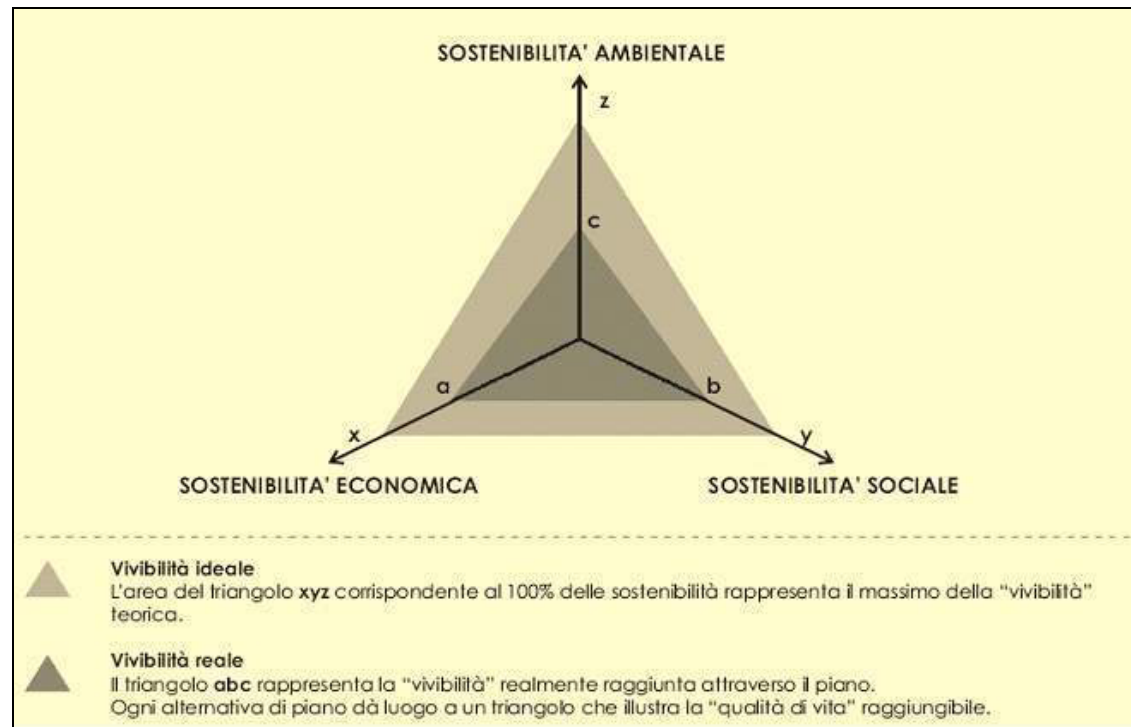 SOSTENIBILITA' AMBIENTALE
z
c
a
b
x
y
SOSTENIBILITA' ECONOMICA
SOSTENIBILITA' SOCIALE
Vivibilità ideale
L'area del triangolo xyz corrispondente al 100% delle sostenibilità rappresenta il massimo della "vivibilità"
teorica.
Vivibilità reale
Il triangolo abc rappresenta la "vivibilità" realmente raggiunta attraverso il piano.
Ogni alternativa di piano dà luogo a un triangolo che illustra la "qualità di vita" raggiungibile.